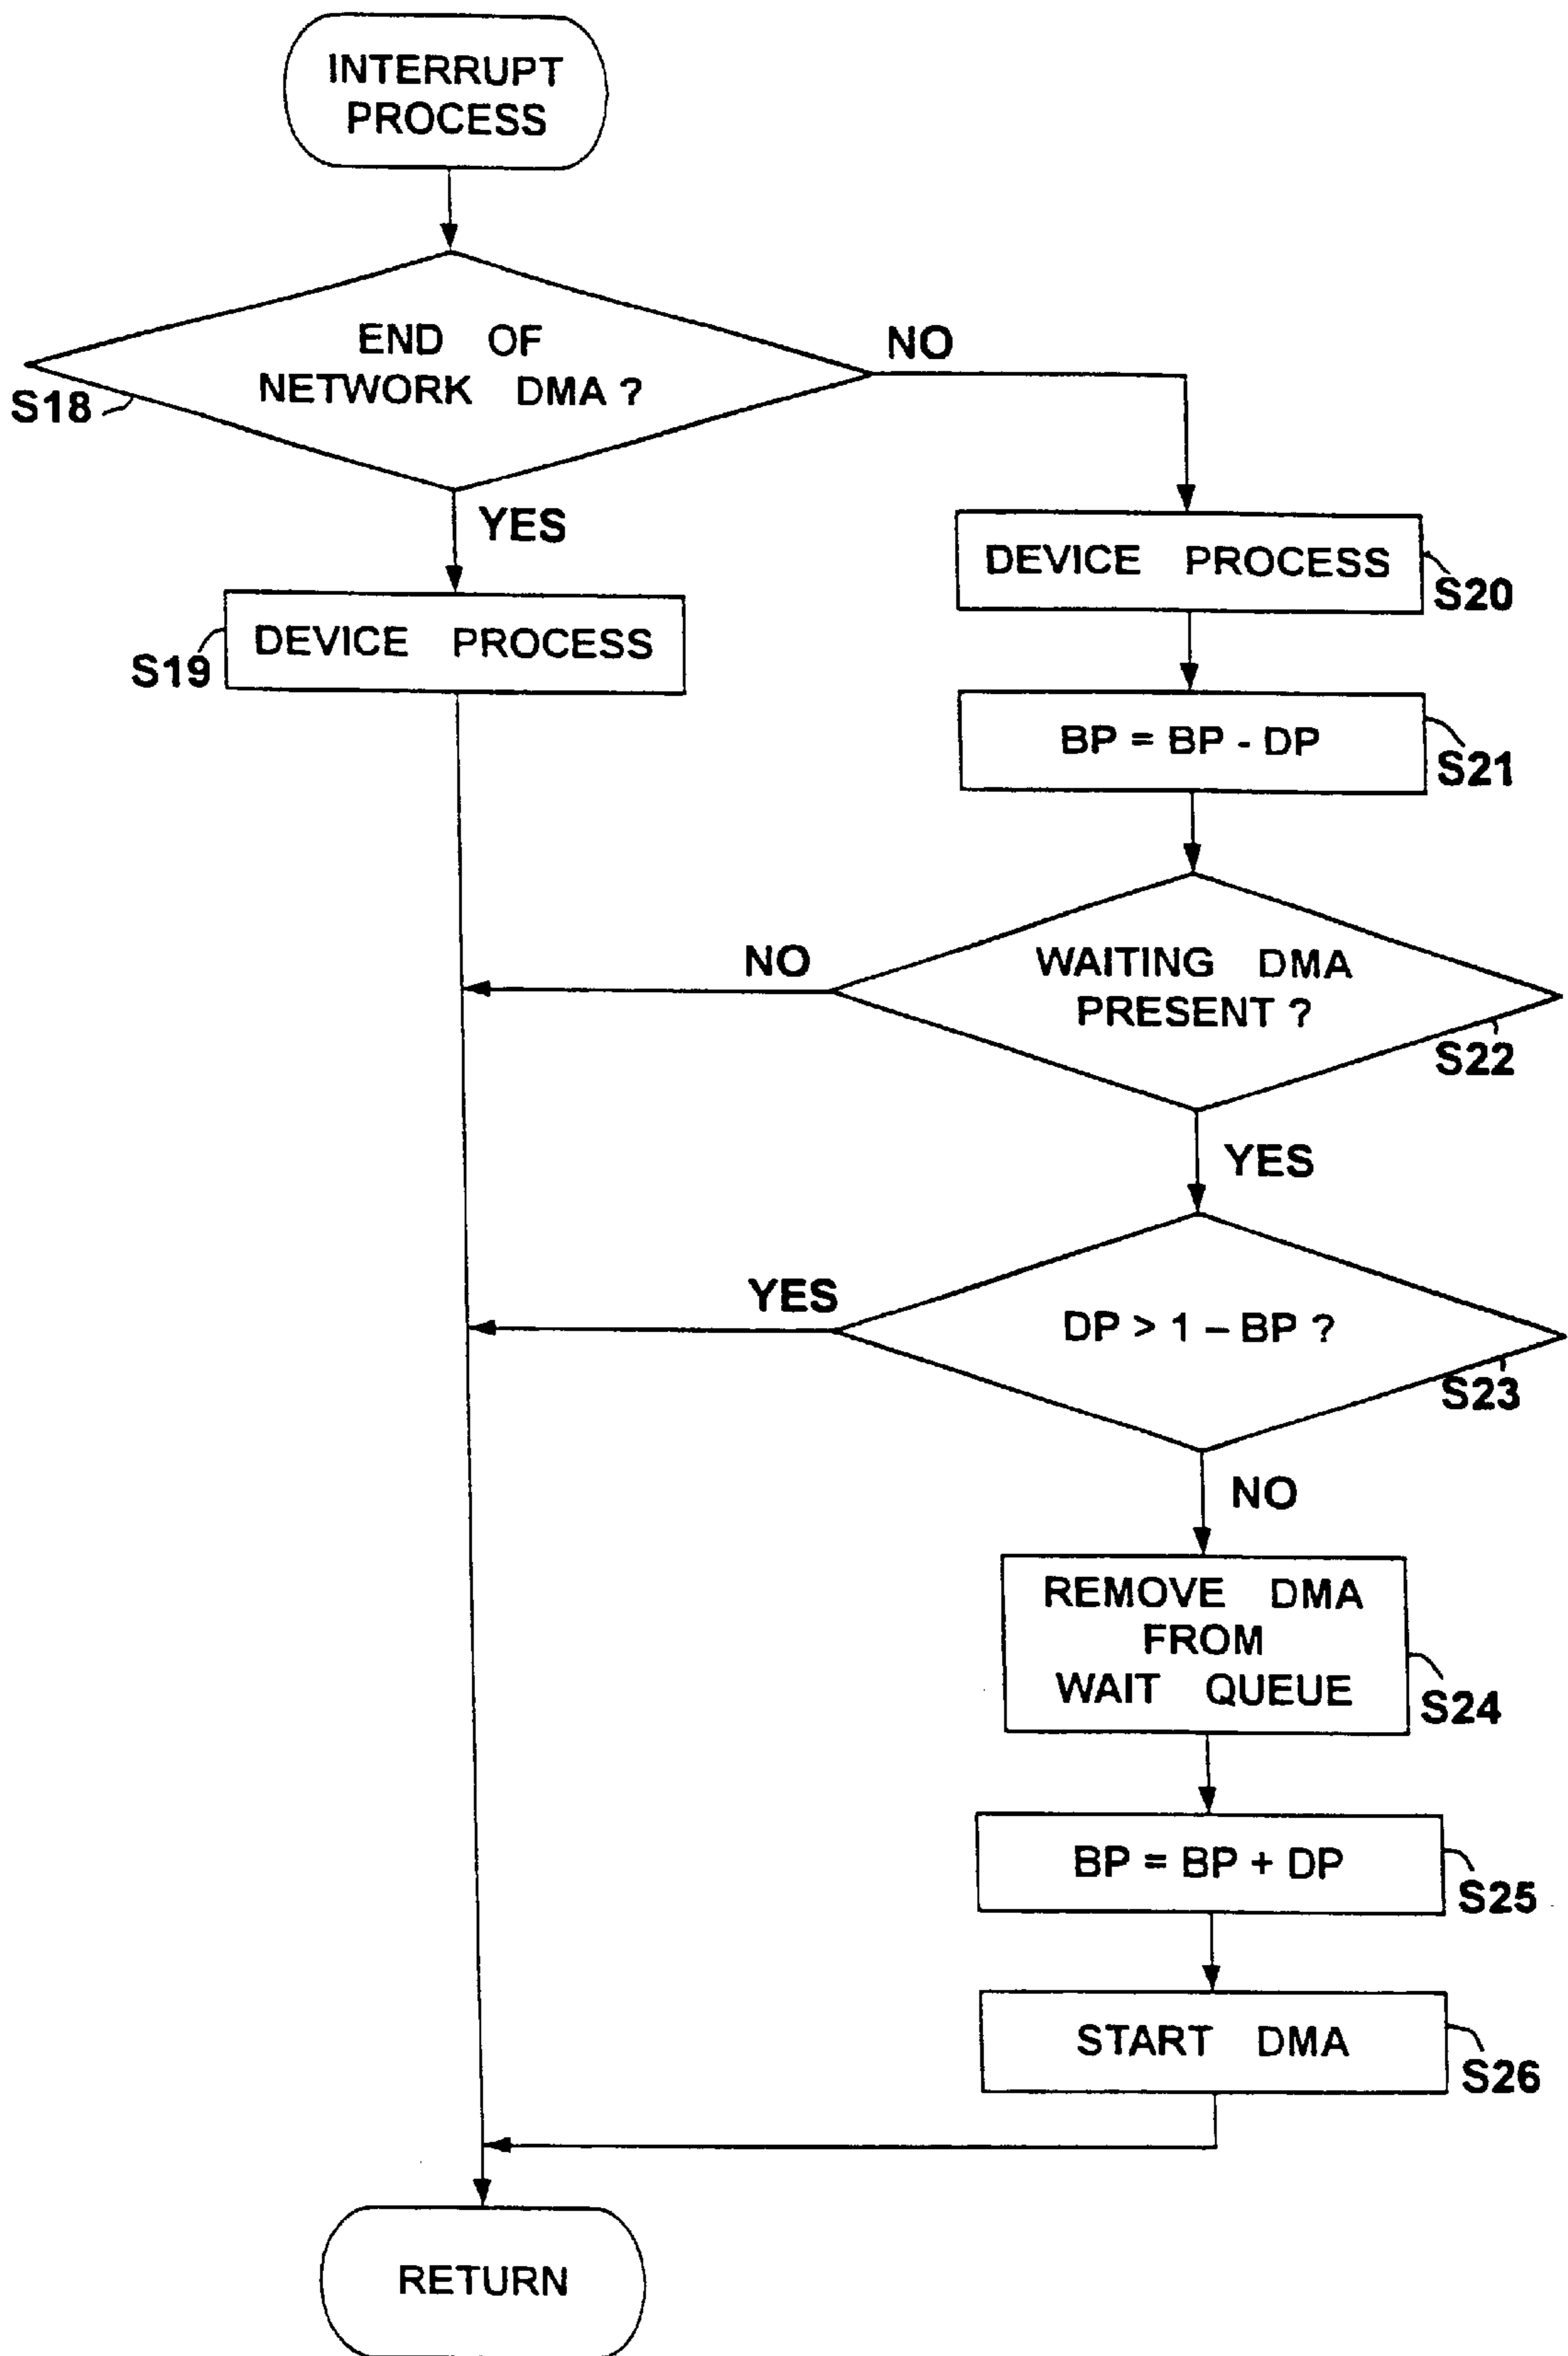 INTERRUPT
PROCESS
END OF
NETWORK DMA ?
NO
S18
YES
DEVICE PROCESS
S20
DEVICE PROCESS
S19
BP = BP - DP
S21
NO
WAITING DMA
PRESENT ?
S22
YES
YES
DP > 1 – BP ?
S23
NO
REMOVE DMA
FROM
WAIT QUEUE
S24
BP = BP + DP
S25
START DMA
S26
RETURN